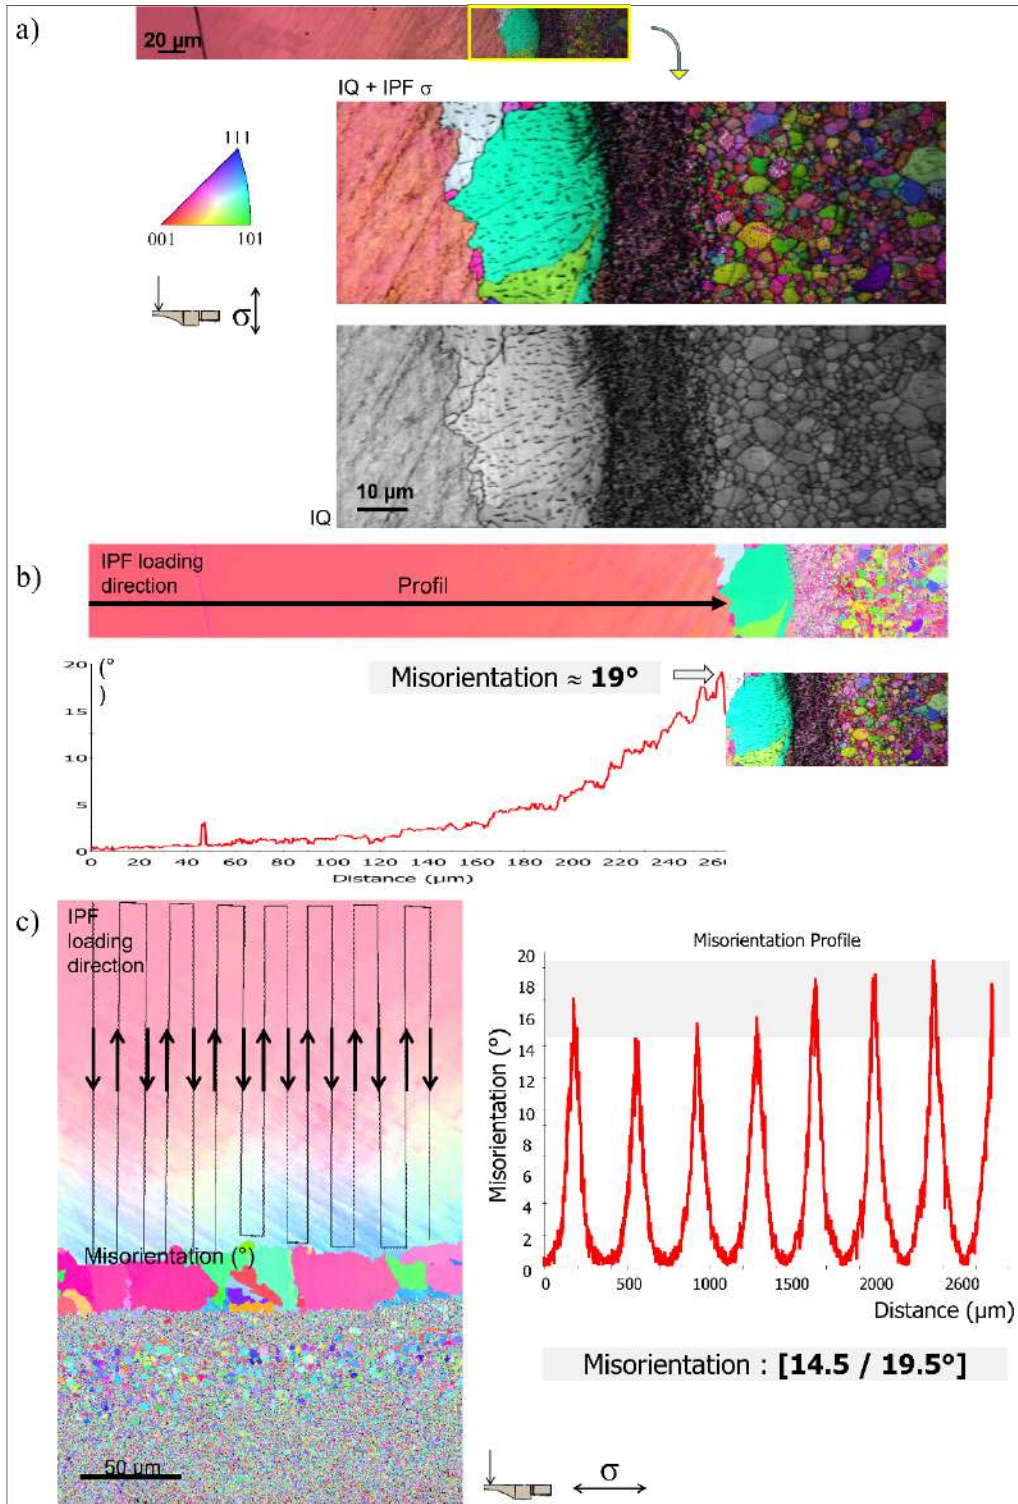 a)
20 µm
IQ + IPF σ
111
001
101
σ
10 µm
IQ
b)
IPF loading
direction
Profil
20
(°
)
Misorientation ≈ 19°
15
10
5
0
0 20 40 60 80 100 120 140 160 180 200 220 240 260
Distance (µm)
c)
IPF
loading
direction
Misorientation (°)
50 µm
Misorientation Profile
20
18
16
14
12
10
8
6
4
2
0
Misorientation (°)
0 500 1000 1500 2000 2600
Distance (µm)
Misorientation : [14.5 / 19.5°]
σ